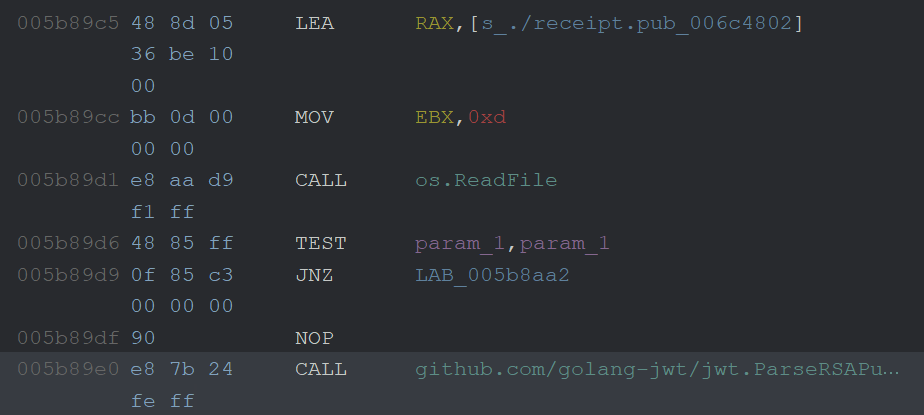 005b89c5 48 8d 05 LEA RAX,[s_./receipt.pub_006c4802]
36 be 10
00
005b89cc bb 0d 00 MOV EBX,0xd
00 00
005b89d1 e8 aa d9 CALL os.ReadFile
f1 ff
005b89d6 48 85 ff TEST param_1,param_1
005b89d9 0f 85 c3 JNZ LAB_005b8aa2
00 00 00
005b89df 90 NOP
005b89e0 e8 7b 24 CALL github.com/golang-jwt/jwt.ParseRSAPu…
fe ff